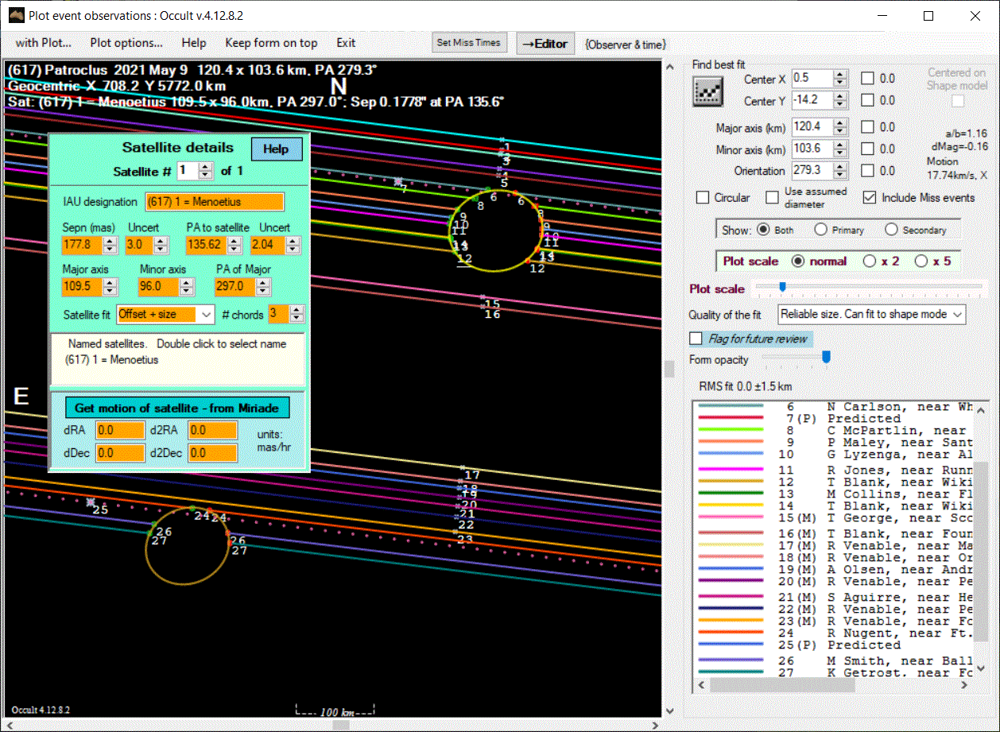 Plot event observations : Occult v.4.12.8.2
with Plot... Plot options... Help Keep form on top Exit Set Miss Times →Editor {Observer & time}
(617) Patroclus 2021 May 9 120.4 x 103.6 km, PA 279.3°
Geocentric X 708.2 Y 5772.0 km
N
Sat: (617) 1 = Menoetius 109.5 x 96.0km, PA 297.0°: Sep 0.1778" at PA 135.6°
Satellite details Help
Satellite # 1 of 1
IAU designation (617) 1 = Menoetius
Sepn (mas) Uncert PA to satellite Uncert
177.8 3.0 135.62 2.04
Major axis Minor axis PA of Major
109.5 96.0 297.0
Satellite fit Offset + size # chords 3
Named satellites. Double click to select name
(617) 1 = Menoetius
Get motion of satellite - from Miriade
dRA 0.0 d2RA 0.0
units:
mas/hr
dDec 0.0 d2Dec 0.0
E
1
3
4
5
7
6 6
8 8
9 9
10 10
11 11
14 14
13 13
12 12
15
16
17
18
19
20
21
22
23
25
24 24
26 26
27 27
Occult 4.12.8.2
100 km
Find best fit
Center X 0.5 0.0
Center Y -14.2 0.0
Centered on
Shape model
Major axis (km) 120.4 0.0
Minor axis (km) 103.6 0.0
Orientation 279.3 0.0
a/b=1.16
dMag=-0.16
Motion
17.74km/s, X
Circular Use assumed diameter Include Miss events
Show: Both Primary Secondary
Plot scale normal x 2 x 5
Plot scale
Quality of the fit Reliable size. Can fit to shape mode
Flag for future review
Form opacity
RMS fit 0.0 ±1.5 km
6 N Carlson, near Wh
7(P) Predicted
8 C McPartlin, near
9 P Maley, near Sant
10 G Lyzenga, near Al
11 R Jones, near Runn
12 T Blank, near Wiki
13 M Collins, near Fl
14 T Blank, near Wiki
15(M) T George, near Sco
16(M) T Blank, near Foun
17(M) R Venable, near Ma
18(M) R Venable, near Or
19(M) A Olsen, near Andr
20(M) R Venable, near Pe
21(M) S Aguirre, near He
22(M) R Venable, near Pe
23(M) R Venable, near Fo
24 R Nugent, near Ft.
25(P) Predicted
26 M Smith, near Ball
27 K Getrost, near Fo